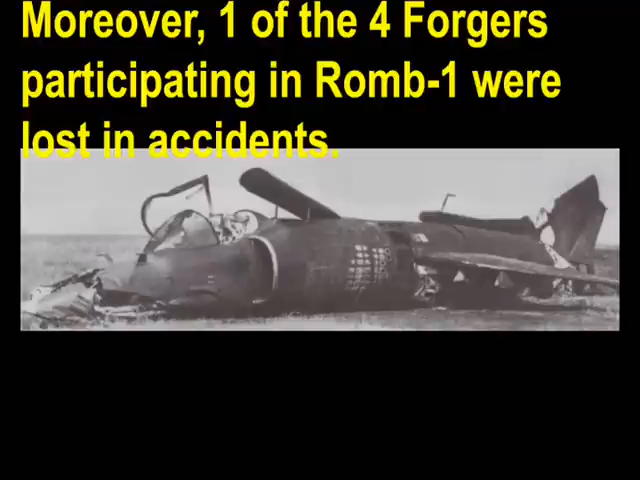 Moreover, 1 of the 4 Forgers
participating in Romb-1 were
lost in accidents.